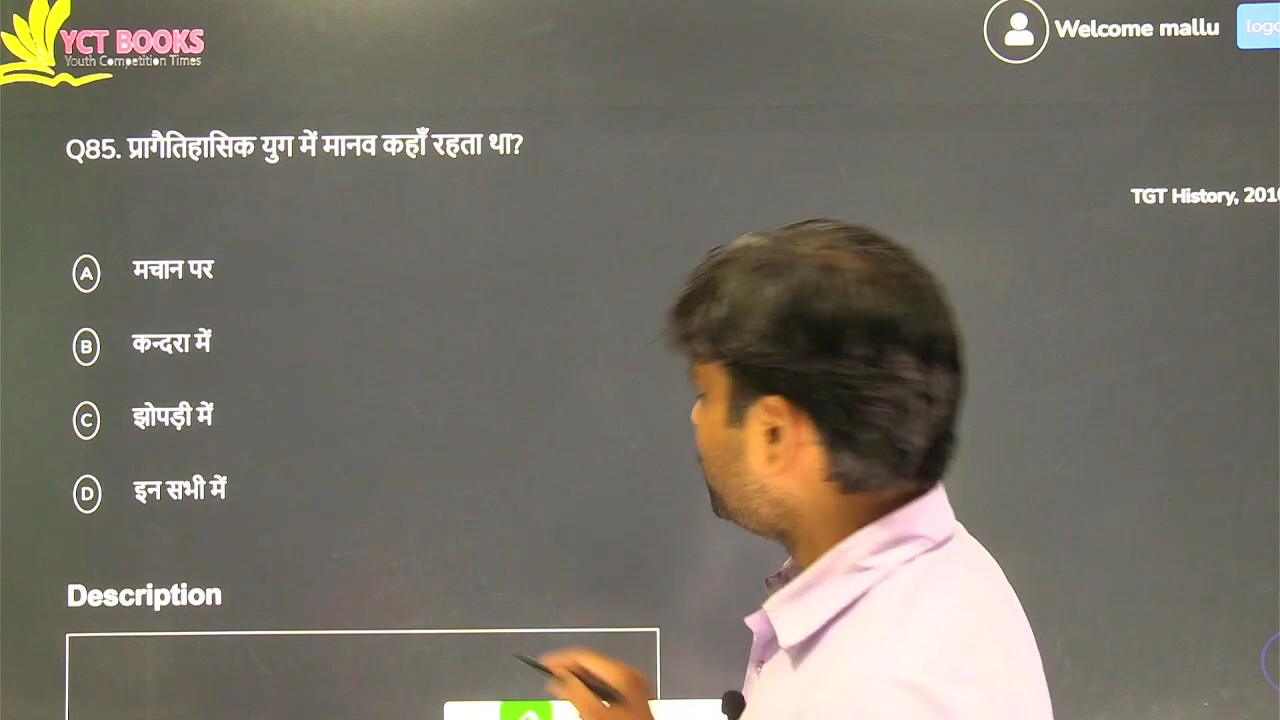 YCT BOOKS
Youth Competition Times
Welcome mallu
Q85. प्रागैतिहासिक युग में मानव कहाँ रहता था?
TGT History, 201
A मचान पर
B कन्दरा में
C झोपड़ी में
D इन सभी में
Description